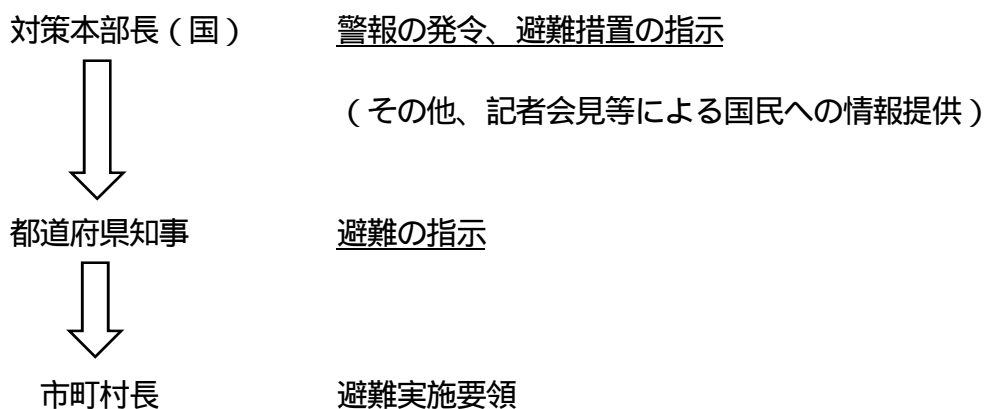 対策本部長（国） 警報の発令、避難措置の指示
（その他、記者会見等による国民への情報提供）
都道府県知事 避難の指示
市町村長 避難実施要領